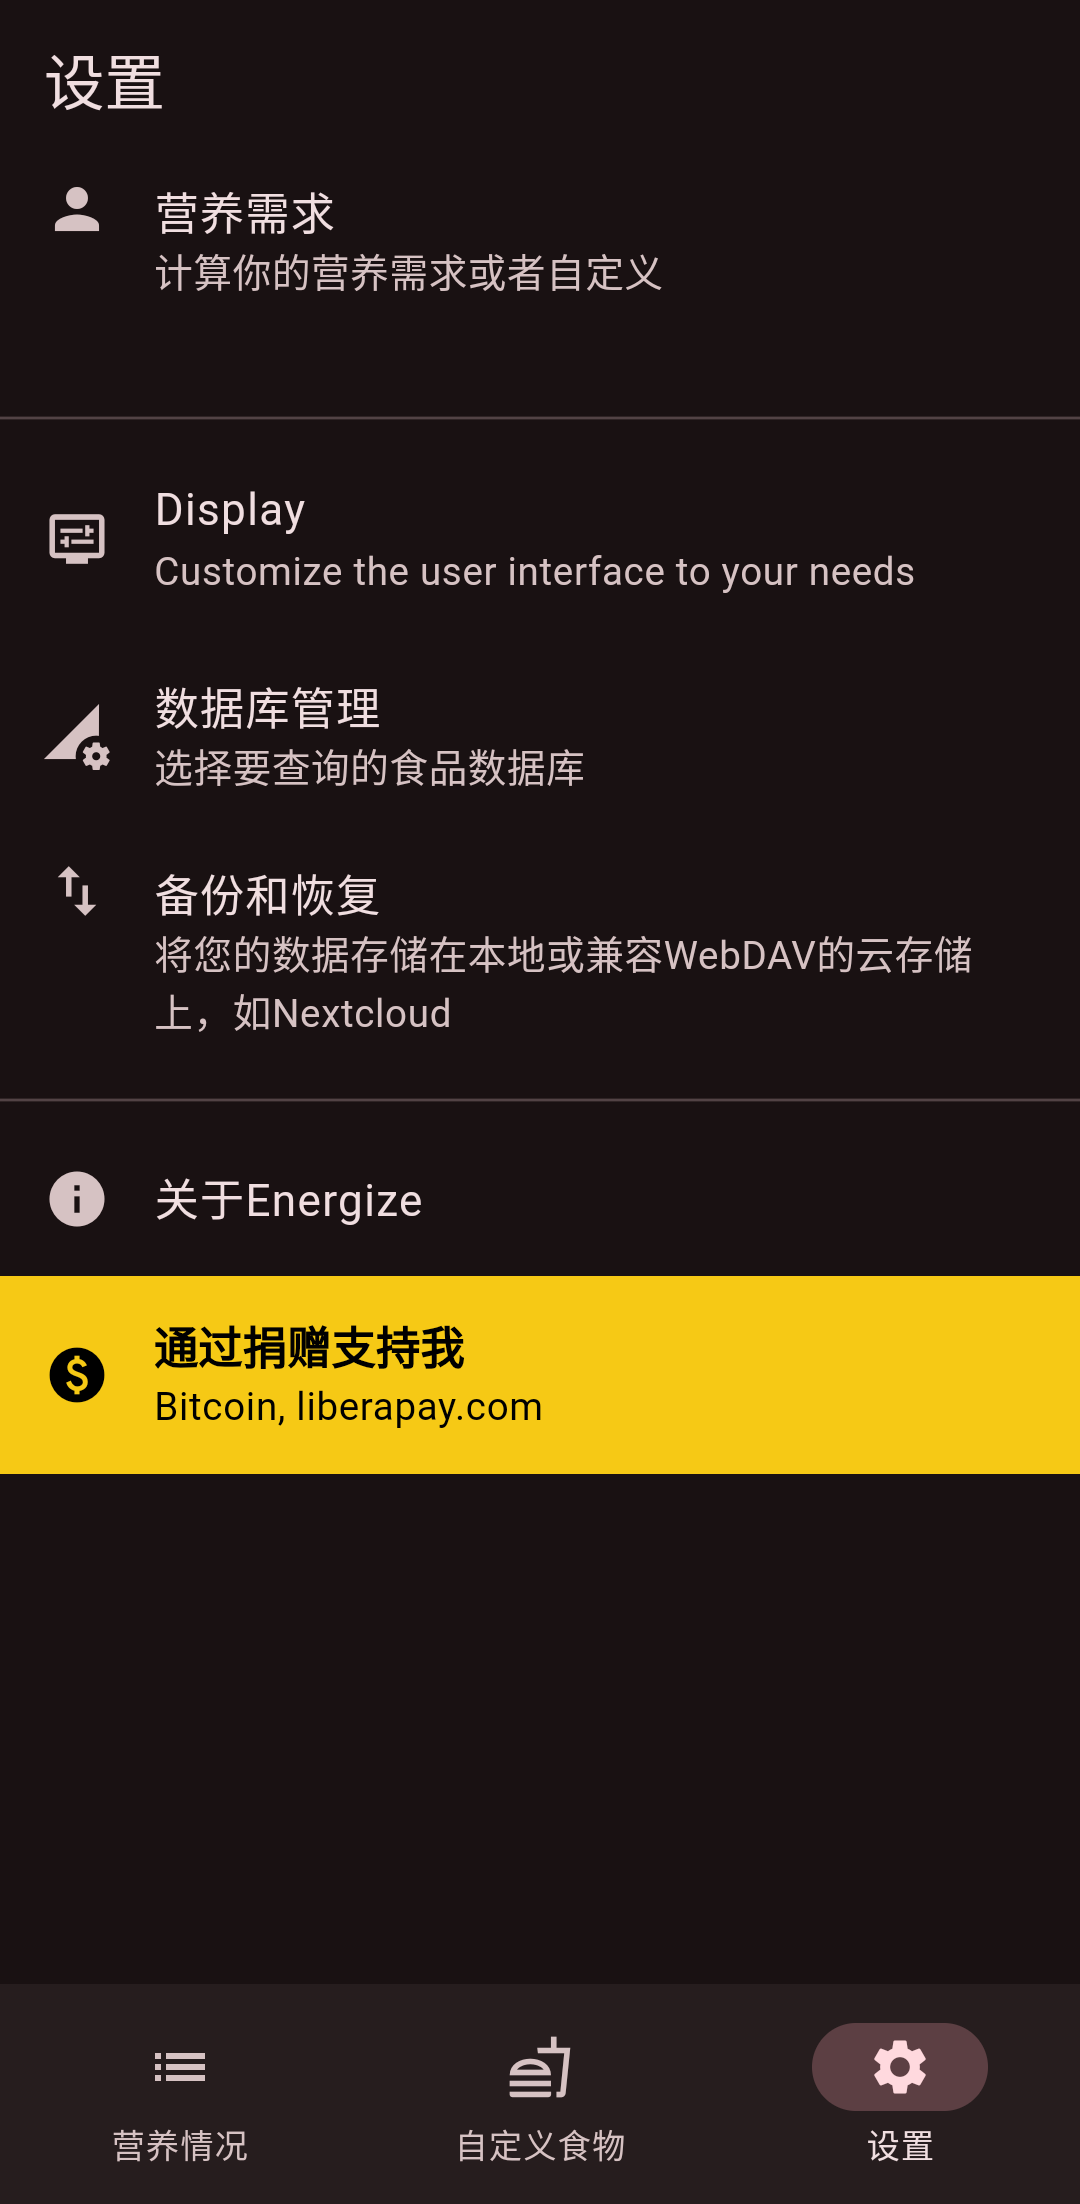 设置
营养需求
计算你的营养需求或者自定义
Display
Customize the user interface to your needs
数据库管理
选择要查询的食品数据库
备份和恢复
将您的数据存储在本地或兼容WebDAV的云存储
上，如Nextcloud
关于Energize
通过捐赠支持我
Bitcoin, liberapay.com
营养情况
自定义食物
设置